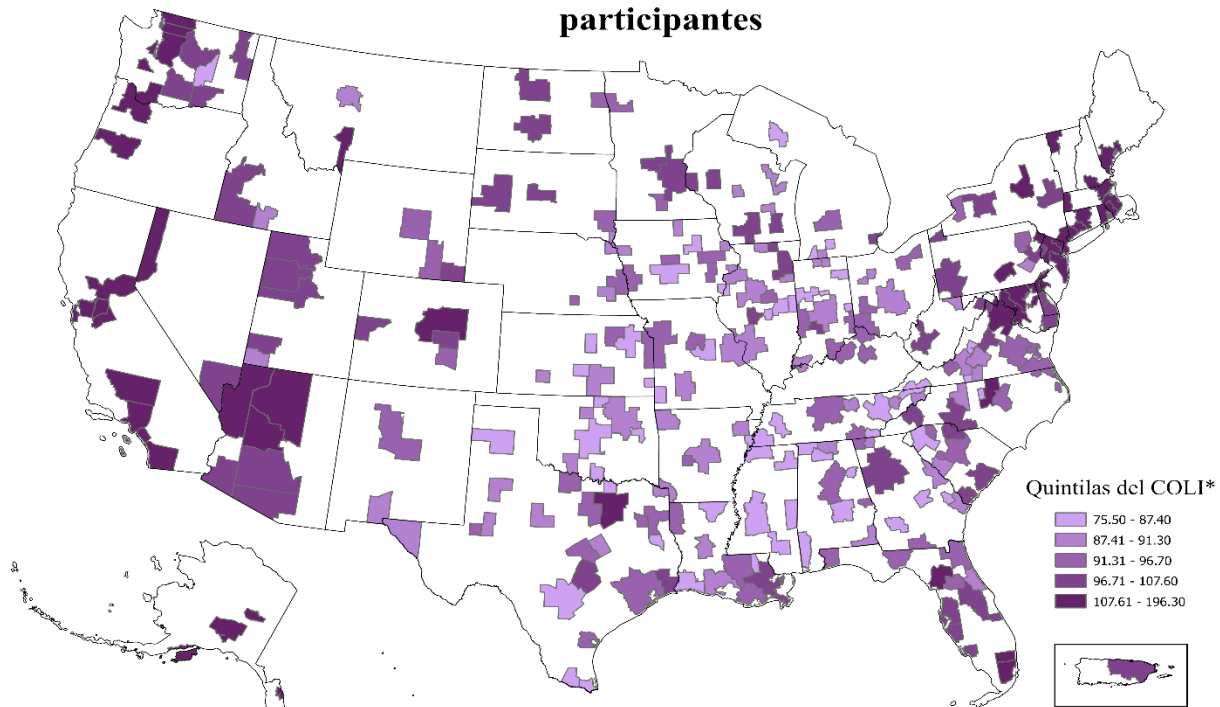 participantes
Quintilas del COLI*
75.50 - 87.40
87.41 - 91.30
91.31 - 96.70
96.71 - 107.60
107.61 - 196.30